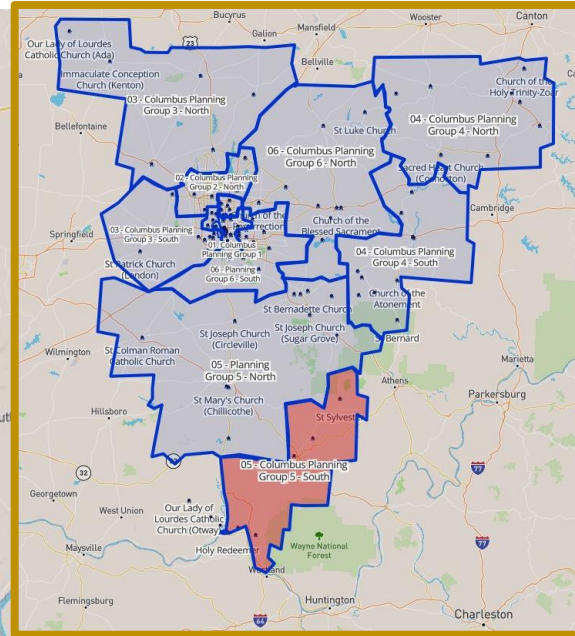 Bucyrus
Mansfield
Wooster
Canton
23
Galion
Our Lady of Lourdes
Catholic Church (Ada)
Bellville
Immaculate Conception
Church (Kenton)
Church of the
Holy Trinity-Zoar
03 - Columbus Planning
Group 3 - North
04 - Columbus Planning
Group 4 - North
Bellefontaine
St Luke Church
06 - Columbus Planning
Group 6 - North
Sacred Heart Church
(Coshocton)
02 - Columbus Planning
Group 2 - North
Cambridge
Church of the
Resurrection
Church of the
Blessed Sacrament
Springfield
03 - Columbus Planning
Group 3 - South
01. Columbus
Planning Group 1
04 - Columbus Planning
Group 4 - South
St Patrick Church
(London)
06 - Planning
Group 6 - South
Church of the
Atonement
St Bernadette Church
St Joseph Church
(Circleville)
St Joseph Church
(Sugar Grove)
St Bernard
Wilmington
St Colman Roman
Catholic Church
Marietta
05 - Planning
Group 5 - North
Athens
Parkersburg
St Mary's Church
(Chillicothe)
Hillsboro
St Sylvester
05 - Columbus Planning
Group 5 - South
77
32
Georgetown
West Union
Our Lady of
Lourdes Catholic
Church (Otway)
Holy Redeemer
Wayne National
Forest
77
Maysville
Flemingsburg
Huntington
64
Charleston